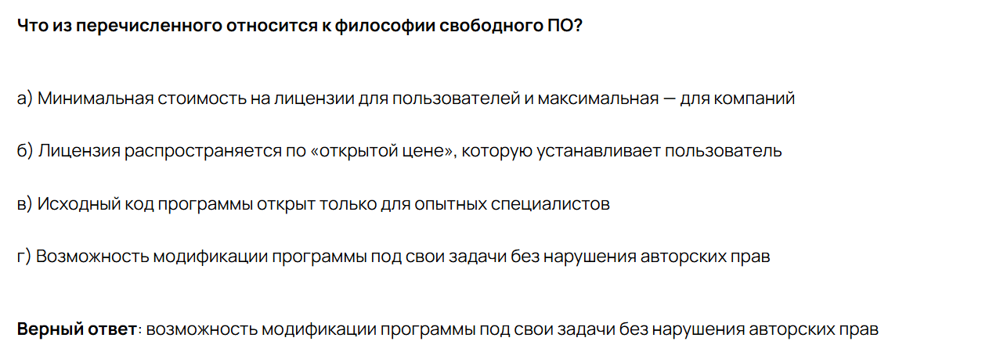 Что из перечисленного относится к философии свободного ПО?
а) Минимальная стоимость на лицензии для пользователей и максимальная — для компаний
б) Лицензия распространяется по «открытой цене», которую устанавливает пользователь
в) Исходный код программы открыт только для опытных специалистов
г) Возможность модификации программы под свои задачи без нарушения авторских прав
Верный ответ: возможность модификации программы под свои задачи без нарушения авторских прав